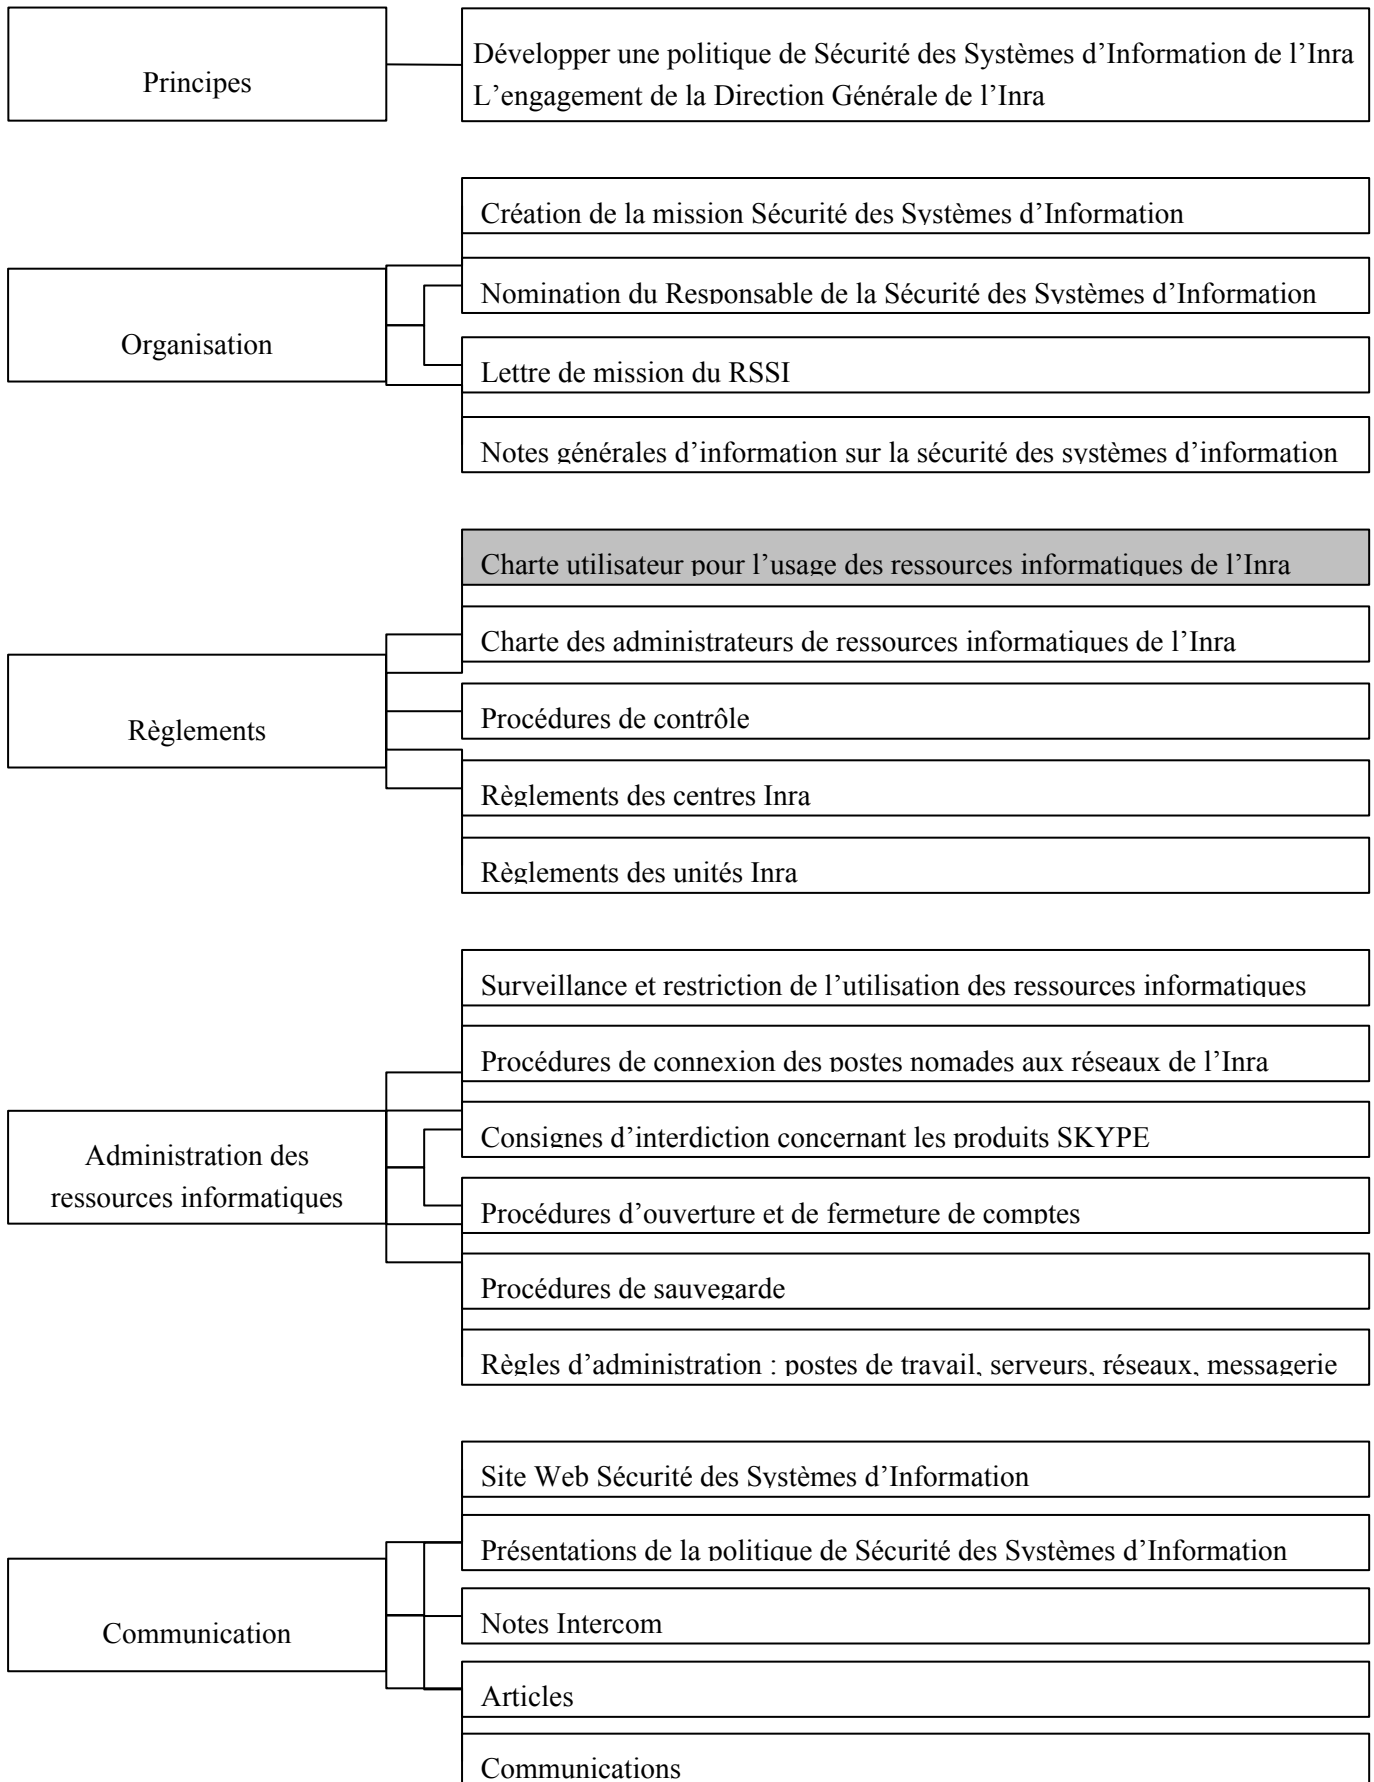 Principes
Développer une politique de Sécurité des Systèmes d’Information de l’Inra
L’engagement de la Direction Générale de l’Inra
Organisation
Création de la mission Sécurité des Systèmes d’Information
Nomination du Responsable de la Sécurité des Systèmes d’Information
Lettre de mission du RSSI
Notes générales d’information sur la sécurité des systèmes d’information
Règlements
Charte utilisateur pour l’usage des ressources informatiques de l’Inra
Charte des administrateurs de ressources informatiques de l’Inra
Procédures de contrôle
Règlements des centres Inra
Règlements des unités Inra
Administration des
ressources informatiques
Surveillance et restriction de l’utilisation des ressources informatiques
Procédures de connexion des postes nomades aux réseaux de l’Inra
Consignes d’interdiction concernant les produits SKYPE
Procédures d’ouverture et de fermeture de comptes
Procédures de sauvegarde
Règles d’administration : postes de travail, serveurs, réseaux, messagerie
Communication
Site Web Sécurité des Systèmes d’Information
Présentations de la politique de Sécurité des Systèmes d’Information
Notes Intercom
Articles
Communications